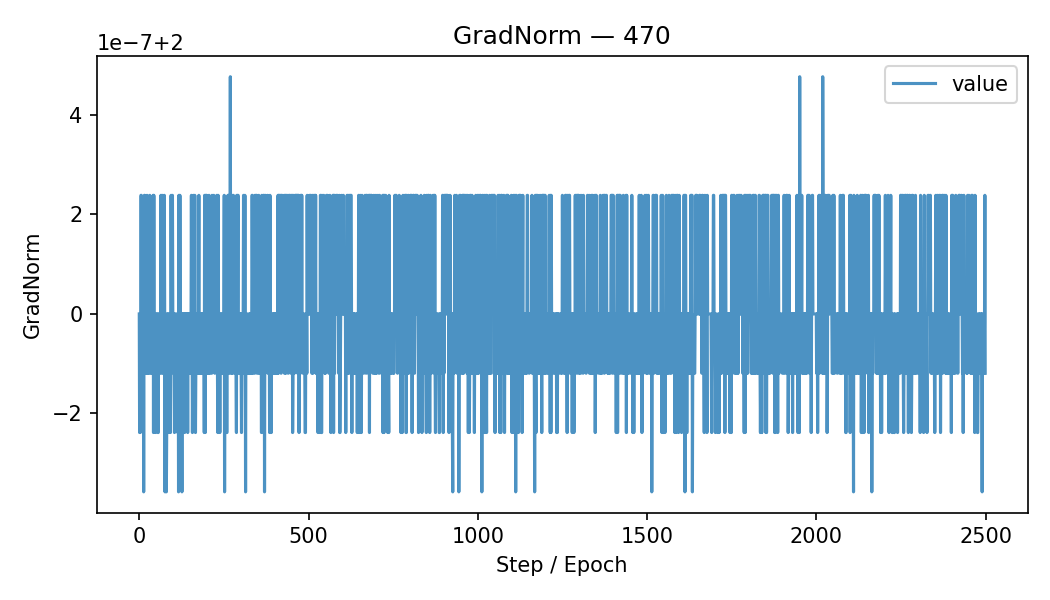 GradNorm — 470
1e−7+2
value
GradNorm
4
2
0
−2
0
500
1000
1500
2000
2500
Step / Epoch